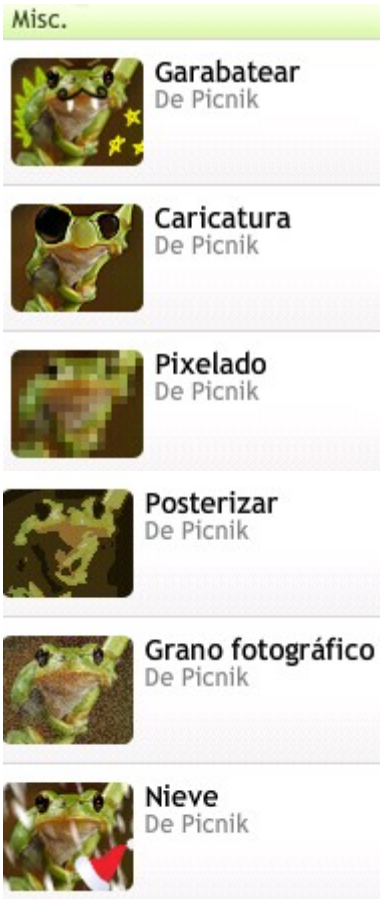 Misc.
Garabatear
De Picnik
Caricatura
De Picnik
Pixelado
De Picnik
Posterizar
De Picnik
Grano fotográfico
De Picnik
Nieve
De Picnik